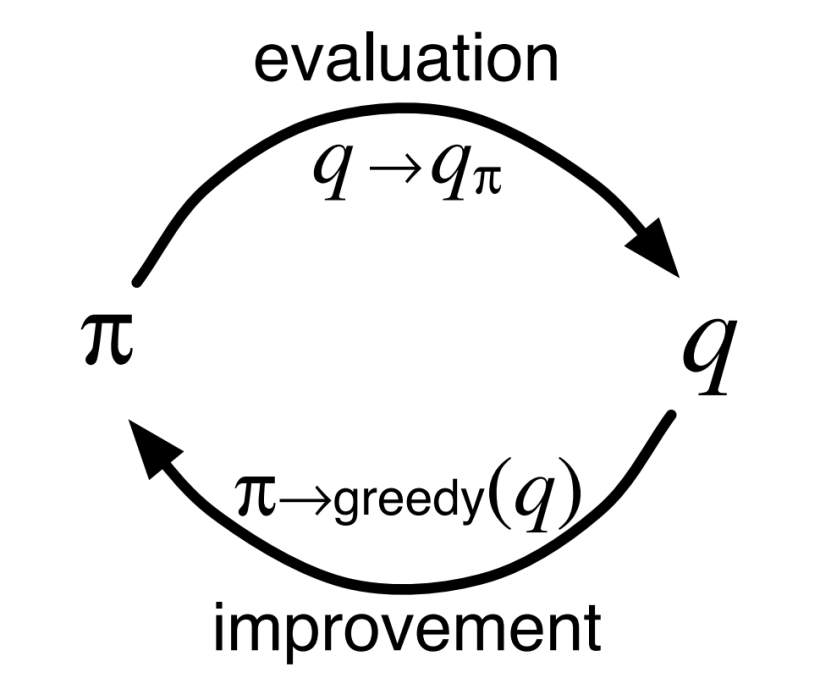 evaluation
q → qπ
π
q
π→greedy(q)
improvement